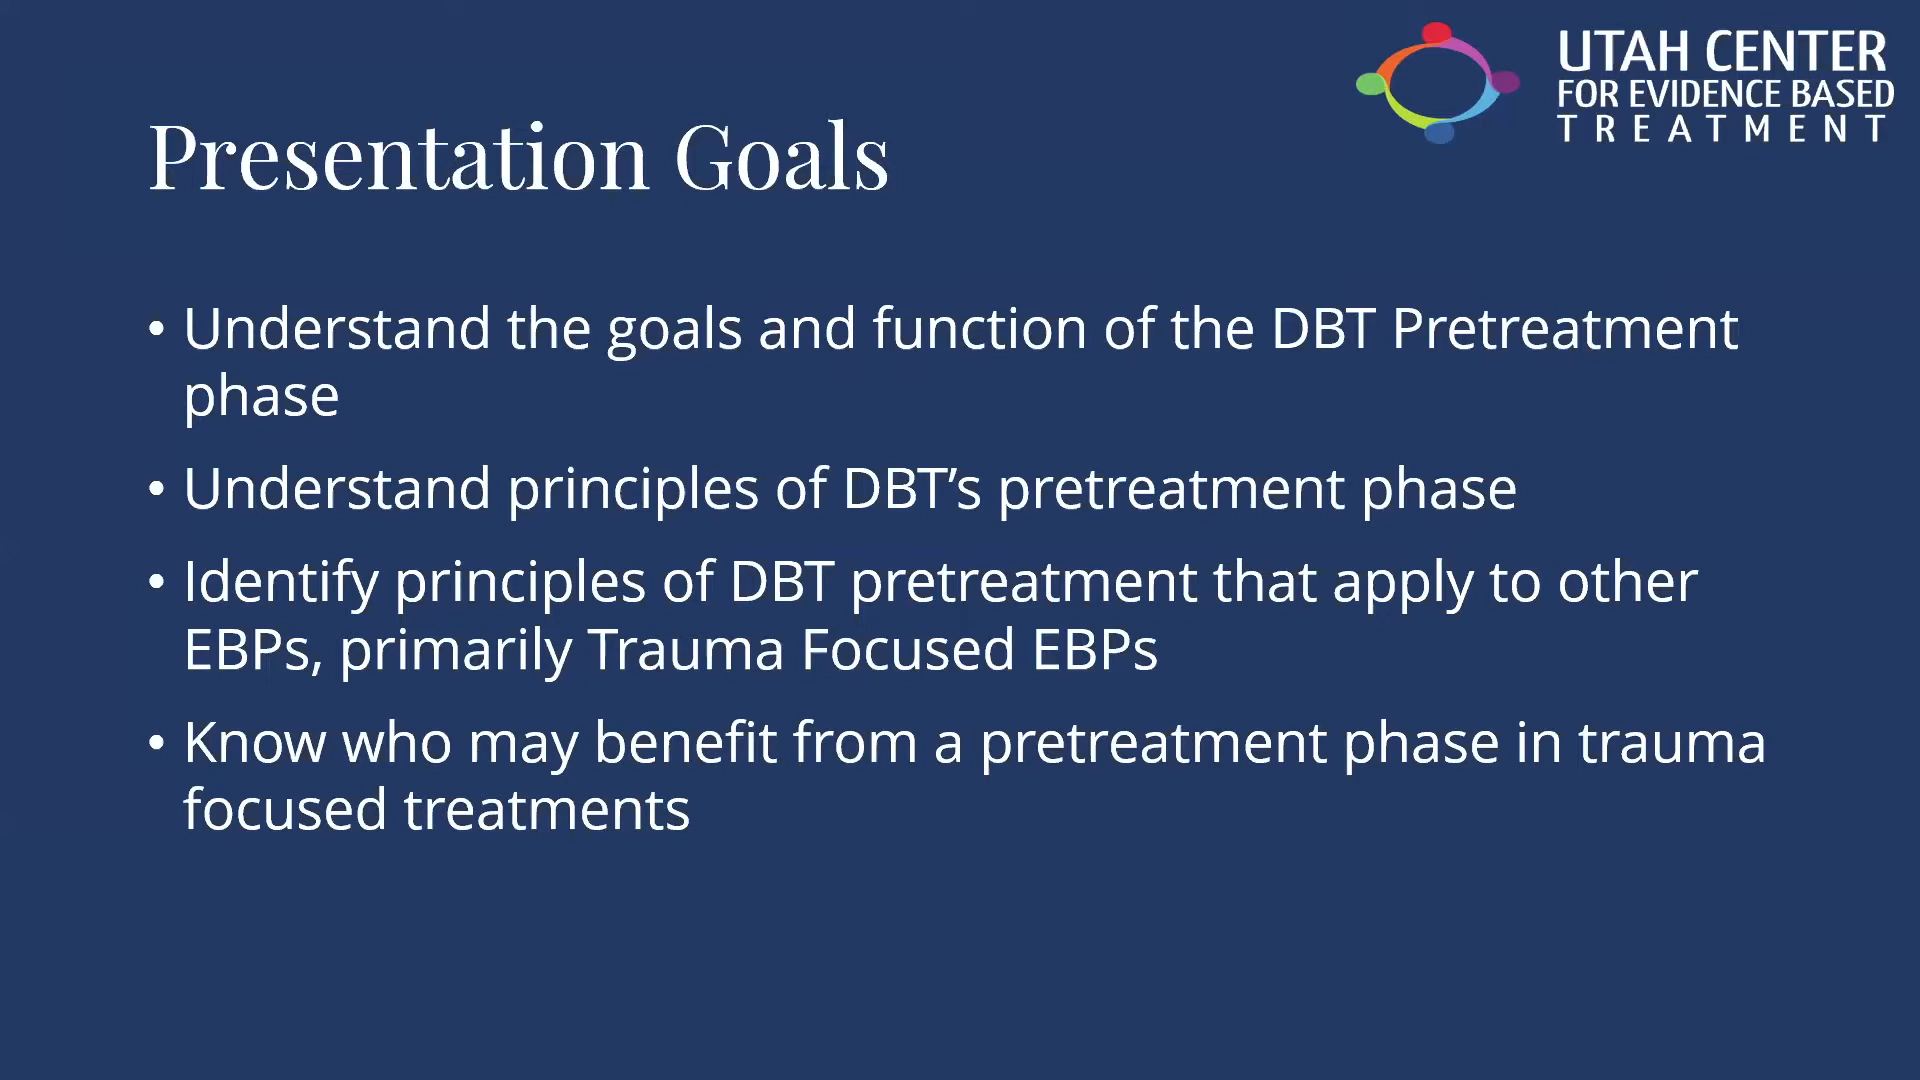 UTAH CENTER
FOR EVIDENCE BASED
TREATMENT
Presentation Goals
• Understand the goals and function of the DBT Pretreatment
phase
• Understand principles of DBT’s pretreatment phase
• Identify principles of DBT pretreatment that apply to other
EBPs, primarily Trauma Focused EBPs
• Know who may benefit from a pretreatment phase in trauma
focused treatments